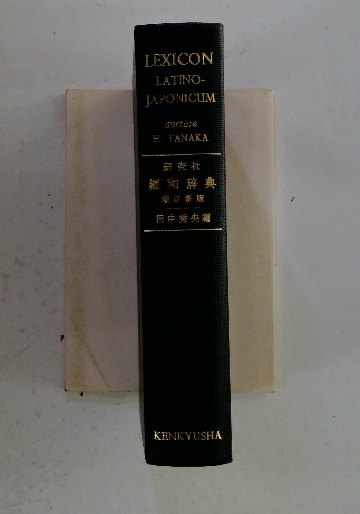 LEXICON
LATINO-
JAPONICUM
auctore
H. TANAKA
研究社
羅和辞典
増訂新版
田中秀央編
KENKYUSHA